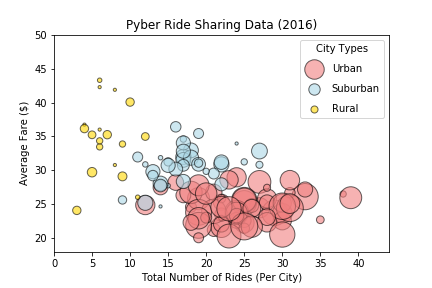 Pyber Ride Sharing Data (2016)
50
45
40
35
30
25
20
Average Fare ($)
City Types
Urban
Suburban
Rural
0 5 10 15 20 25 30 35 40
Total Number of Rides (Per City)